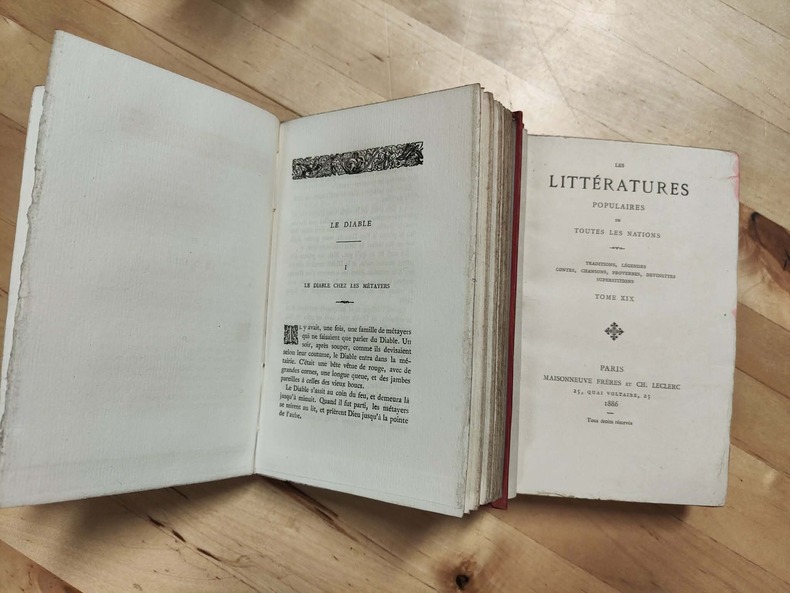 LE DIABLE
I
LE DIABLE CHEZ LES MÉTAYERS
IL y avait, une fois, une famille de métayers
qui ne faisaient que parler du Diable. Un
soir, après souper, comme ils devisaient
selon leur coutume, le Diable entra dans la mé-
tairie. C'était une bête vêtue de rouge, avec de
grandes cornes, une longue queue, et des jambes
pareilles à celles des vieux boucs.
Le Diable s'assit au coin du feu, et demeura là
jusqu'à minuit. Quand il fut parti, les métayers
se mirent au lit, et prièrent Dieu jusqu'à la pointe
de l'aube.
LES
LITTÉRATURES
POPULAIRES
DE
TOUTES LES NATIONS
TRADITIONS, LÉGENDES
CONTES, CHANSONS, PROVERBES, DEVINETTES
SUPERSTITIONS
TOME XIX
PARIS
MAISONNEUVE FRÈRES ET CH. LECLERC
25, QUAI VOLTAIRE, 25
1886
Tous droits réservés